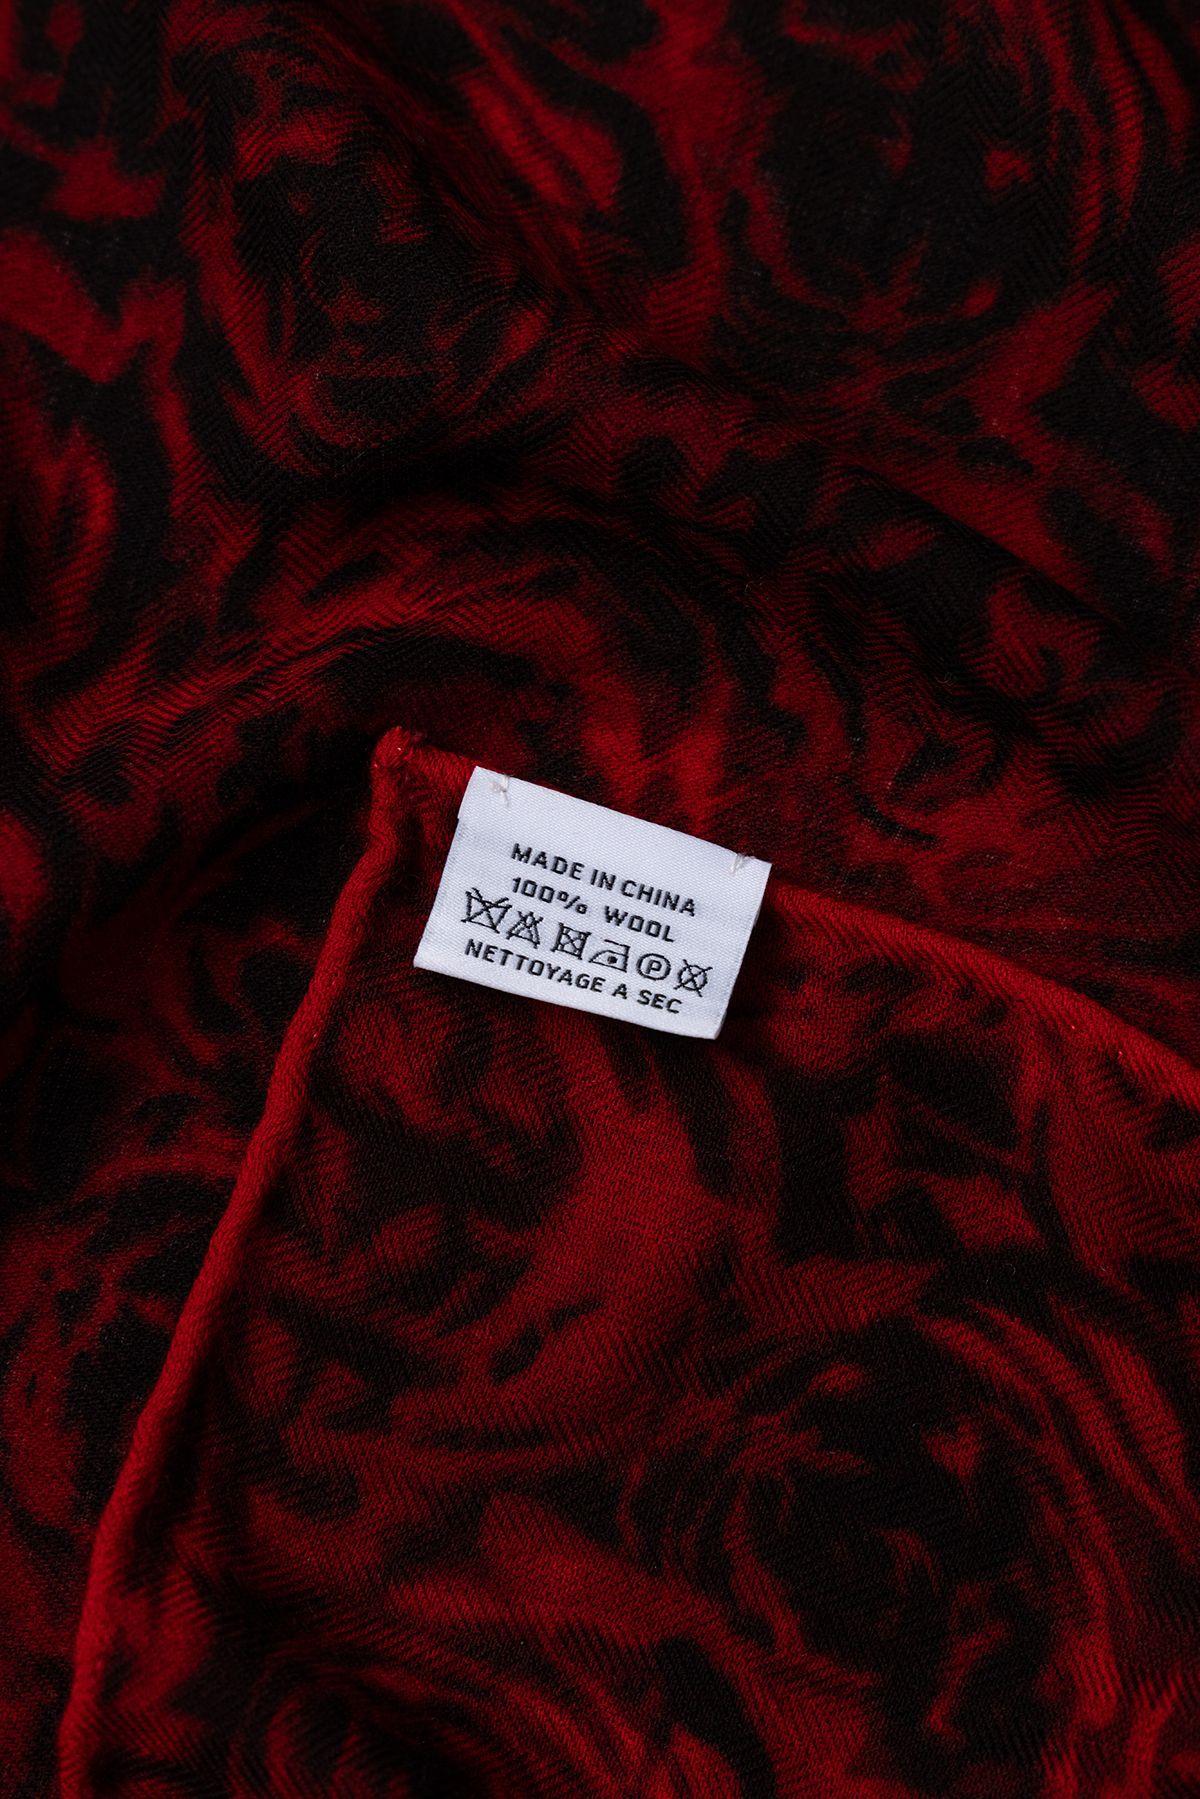 MADE IN CHINA
100% WOOL
P
NETTOYAGE A SEC